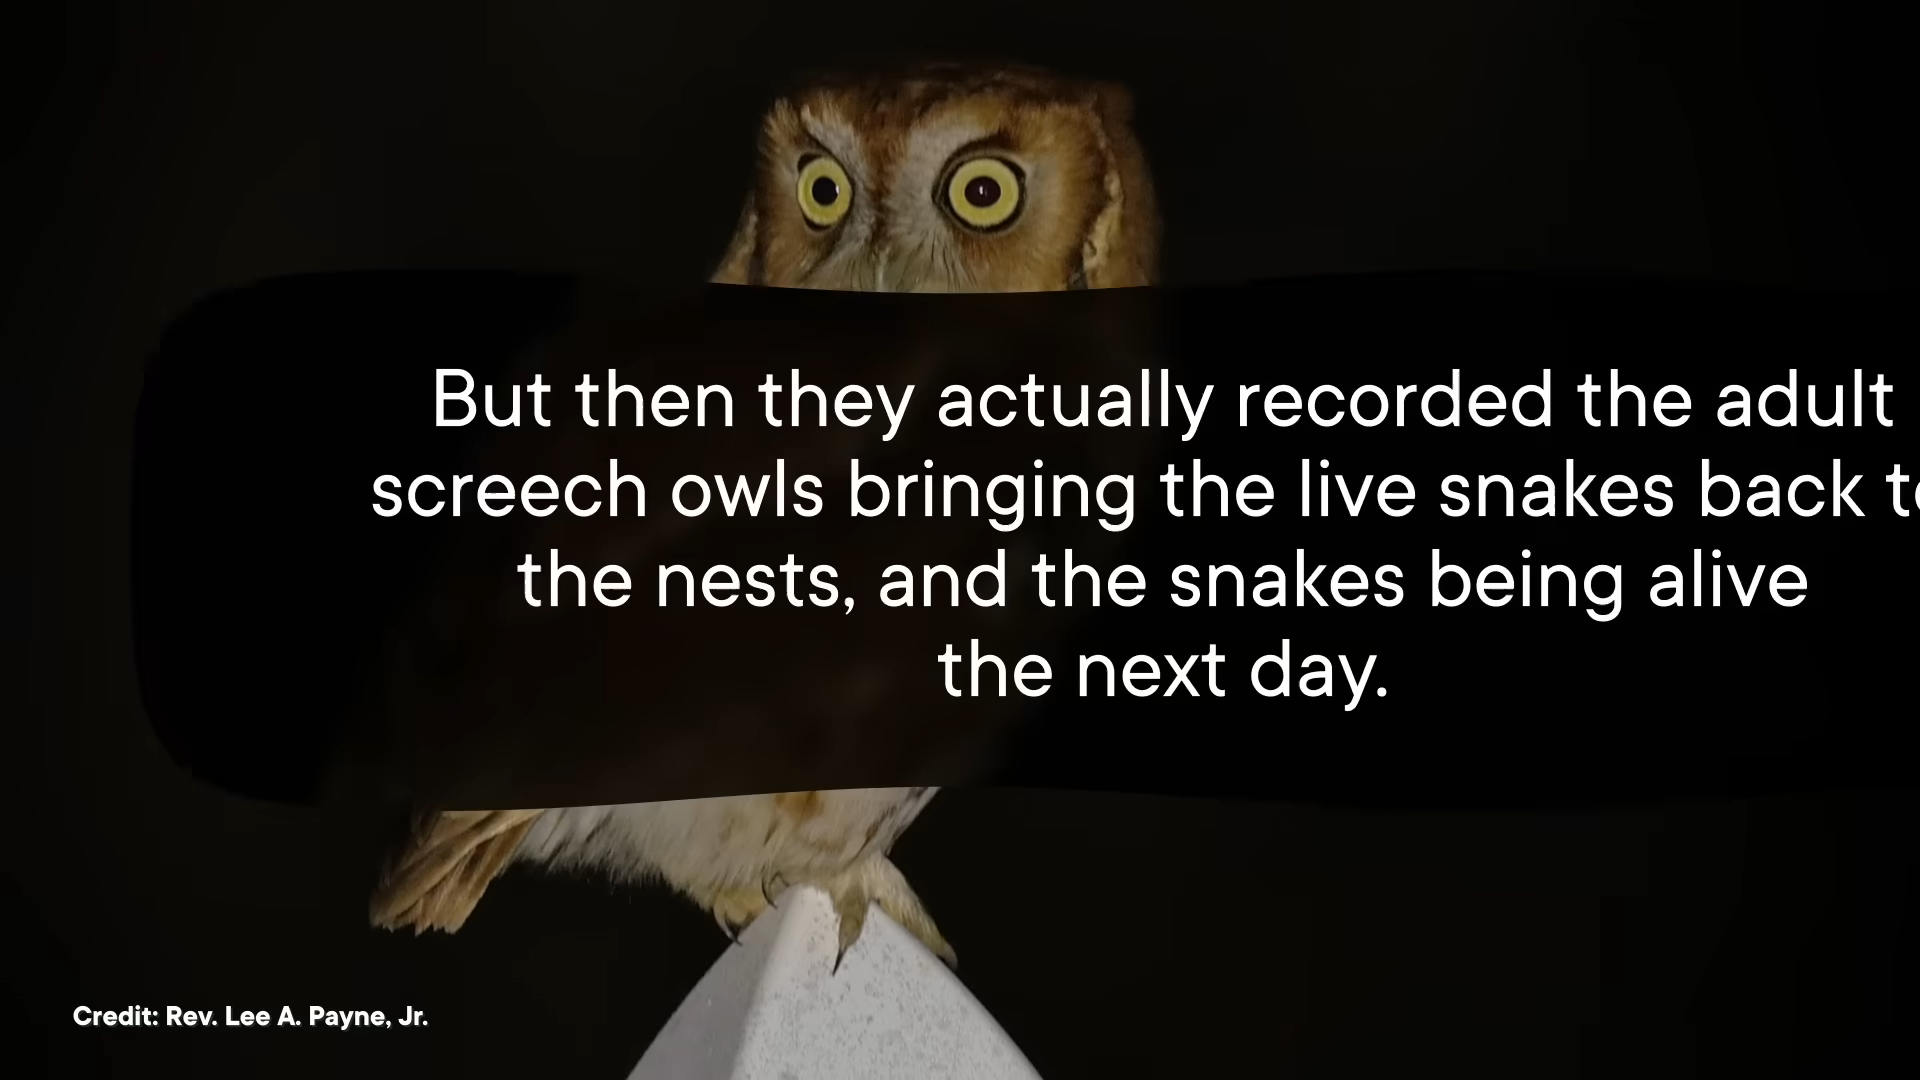 But then they actually recorded the adult
screech owls bringing the live snakes back
the nests, and the snakes being alive
the next day.
Credit: Rev. Lee A. Payne, Jr.